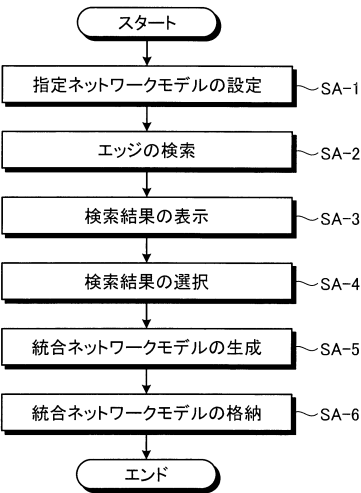 スタート
指定ネットワークモデルの設定
SA-1
エッジの検索
SA-2
検索結果の表示
SA-3
検索結果の選択
SA-4
統合ネットワークモデルの生成
SA-5
統合ネットワークモデルの格納
SA-6
エンド